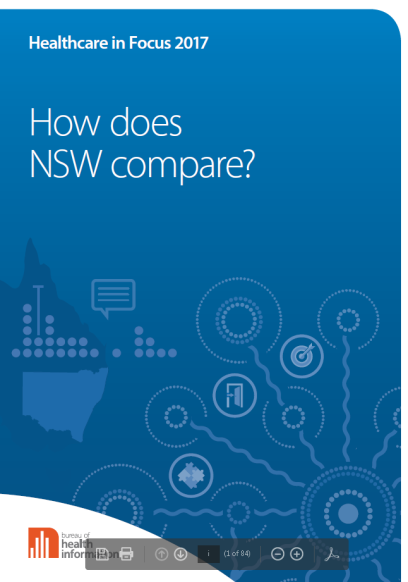 Healthcare in Focus 2017
How does
NSW compare?
bureau of
health
information
i
(1 of 84)